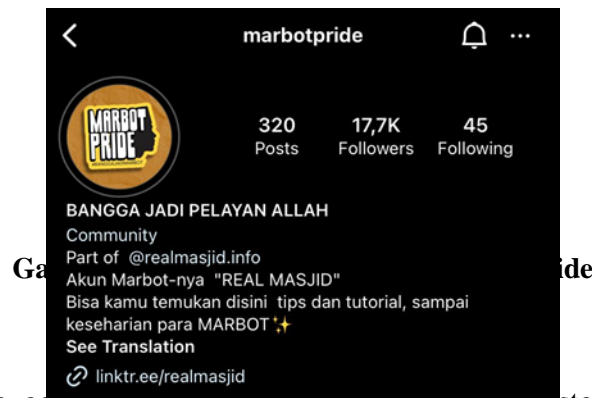 marbotpride
MARBOT
PRIDE
320 17,7K 45
Posts Followers Following
BANGGA JADI PELAYAN ALLAH
Community
Part of @realmasjid.info
Akun Marbot-nya "REAL MASJID"
Bisa kamu temukan disini tips dan tutorial, sampai
keseharian para MARBOT✨
See Translation
linktr.ee/realmasjid
Ga ide